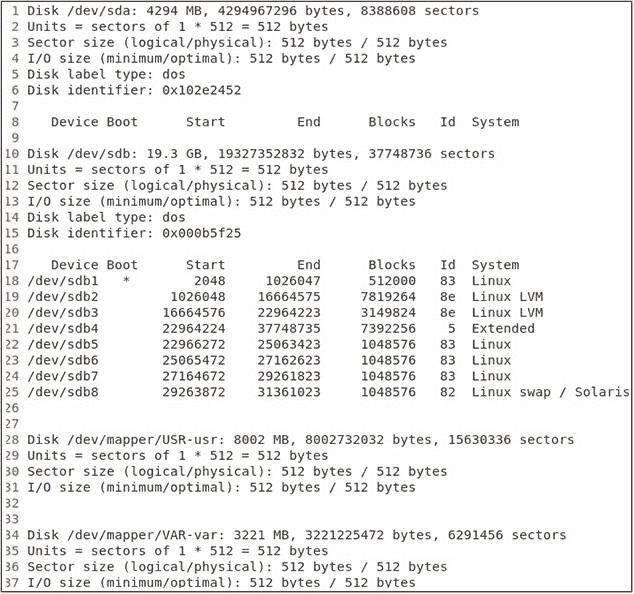 1 Disk /dev/sda: 4294 MB, 4294967296 bytes, 8388608 sectors
2 Units = sectors of 1 * 512 = 512 bytes
3 Sector size (logical/physical): 512 bytes / 512 bytes
4 I/O size (minimum/optimal): 512 bytes / 512 bytes
5 Disk label type: dos
6 Disk identifier: 0x102e2452
7
8    Device Boot      Start         End      Blocks   Id  System
9
10 Disk /dev/sdb: 19.3 GB, 19327352832 bytes, 37748736 sectors
11 Units = sectors of 1 * 512 = 512 bytes
12 Sector size (logical/physical): 512 bytes / 512 bytes
13 I/O size (minimum/optimal): 512 bytes / 512 bytes
14 Disk label type: dos
15 Disk identifier: 0x000b5f25
16
17    Device Boot      Start         End      Blocks   Id  System
18 /dev/sdb1   *        2048     1026047      512000   83  Linux
19 /dev/sdb2         1026048    16664575     7819264   8e  Linux LVM
20 /dev/sdb3        16664576    22964223     3149824   8e  Linux LVM
21 /dev/sdb4        22964224    37748735     7392256    5  Extended
22 /dev/sdb5        22966272    25063423     1048576   83  Linux
23 /dev/sdb6        25065472    27162623     1048576   83  Linux
24 /dev/sdb7        27164672    29261823     1048576   83  Linux
25 /dev/sdb8        29263872    31361023     1048576   82  Linux swap / Solaris
26
27
28 Disk /dev/mapper/USR-usr: 8002 MB, 8002732032 bytes, 15630336 sectors
29 Units = sectors of 1 * 512 = 512 bytes
30 Sector size (logical/physical): 512 bytes / 512 bytes
31 I/O size (minimum/optimal): 512 bytes / 512 bytes
32
33
34 Disk /dev/mapper/VAR-var: 3221 MB, 3221225472 bytes, 6291456 sectors
35 Units = sectors of 1 * 512 = 512 bytes
36 Sector size (logical/physical): 512 bytes / 512 bytes
37 I/O size (minimum/optimal): 512 bytes / 512 bytes